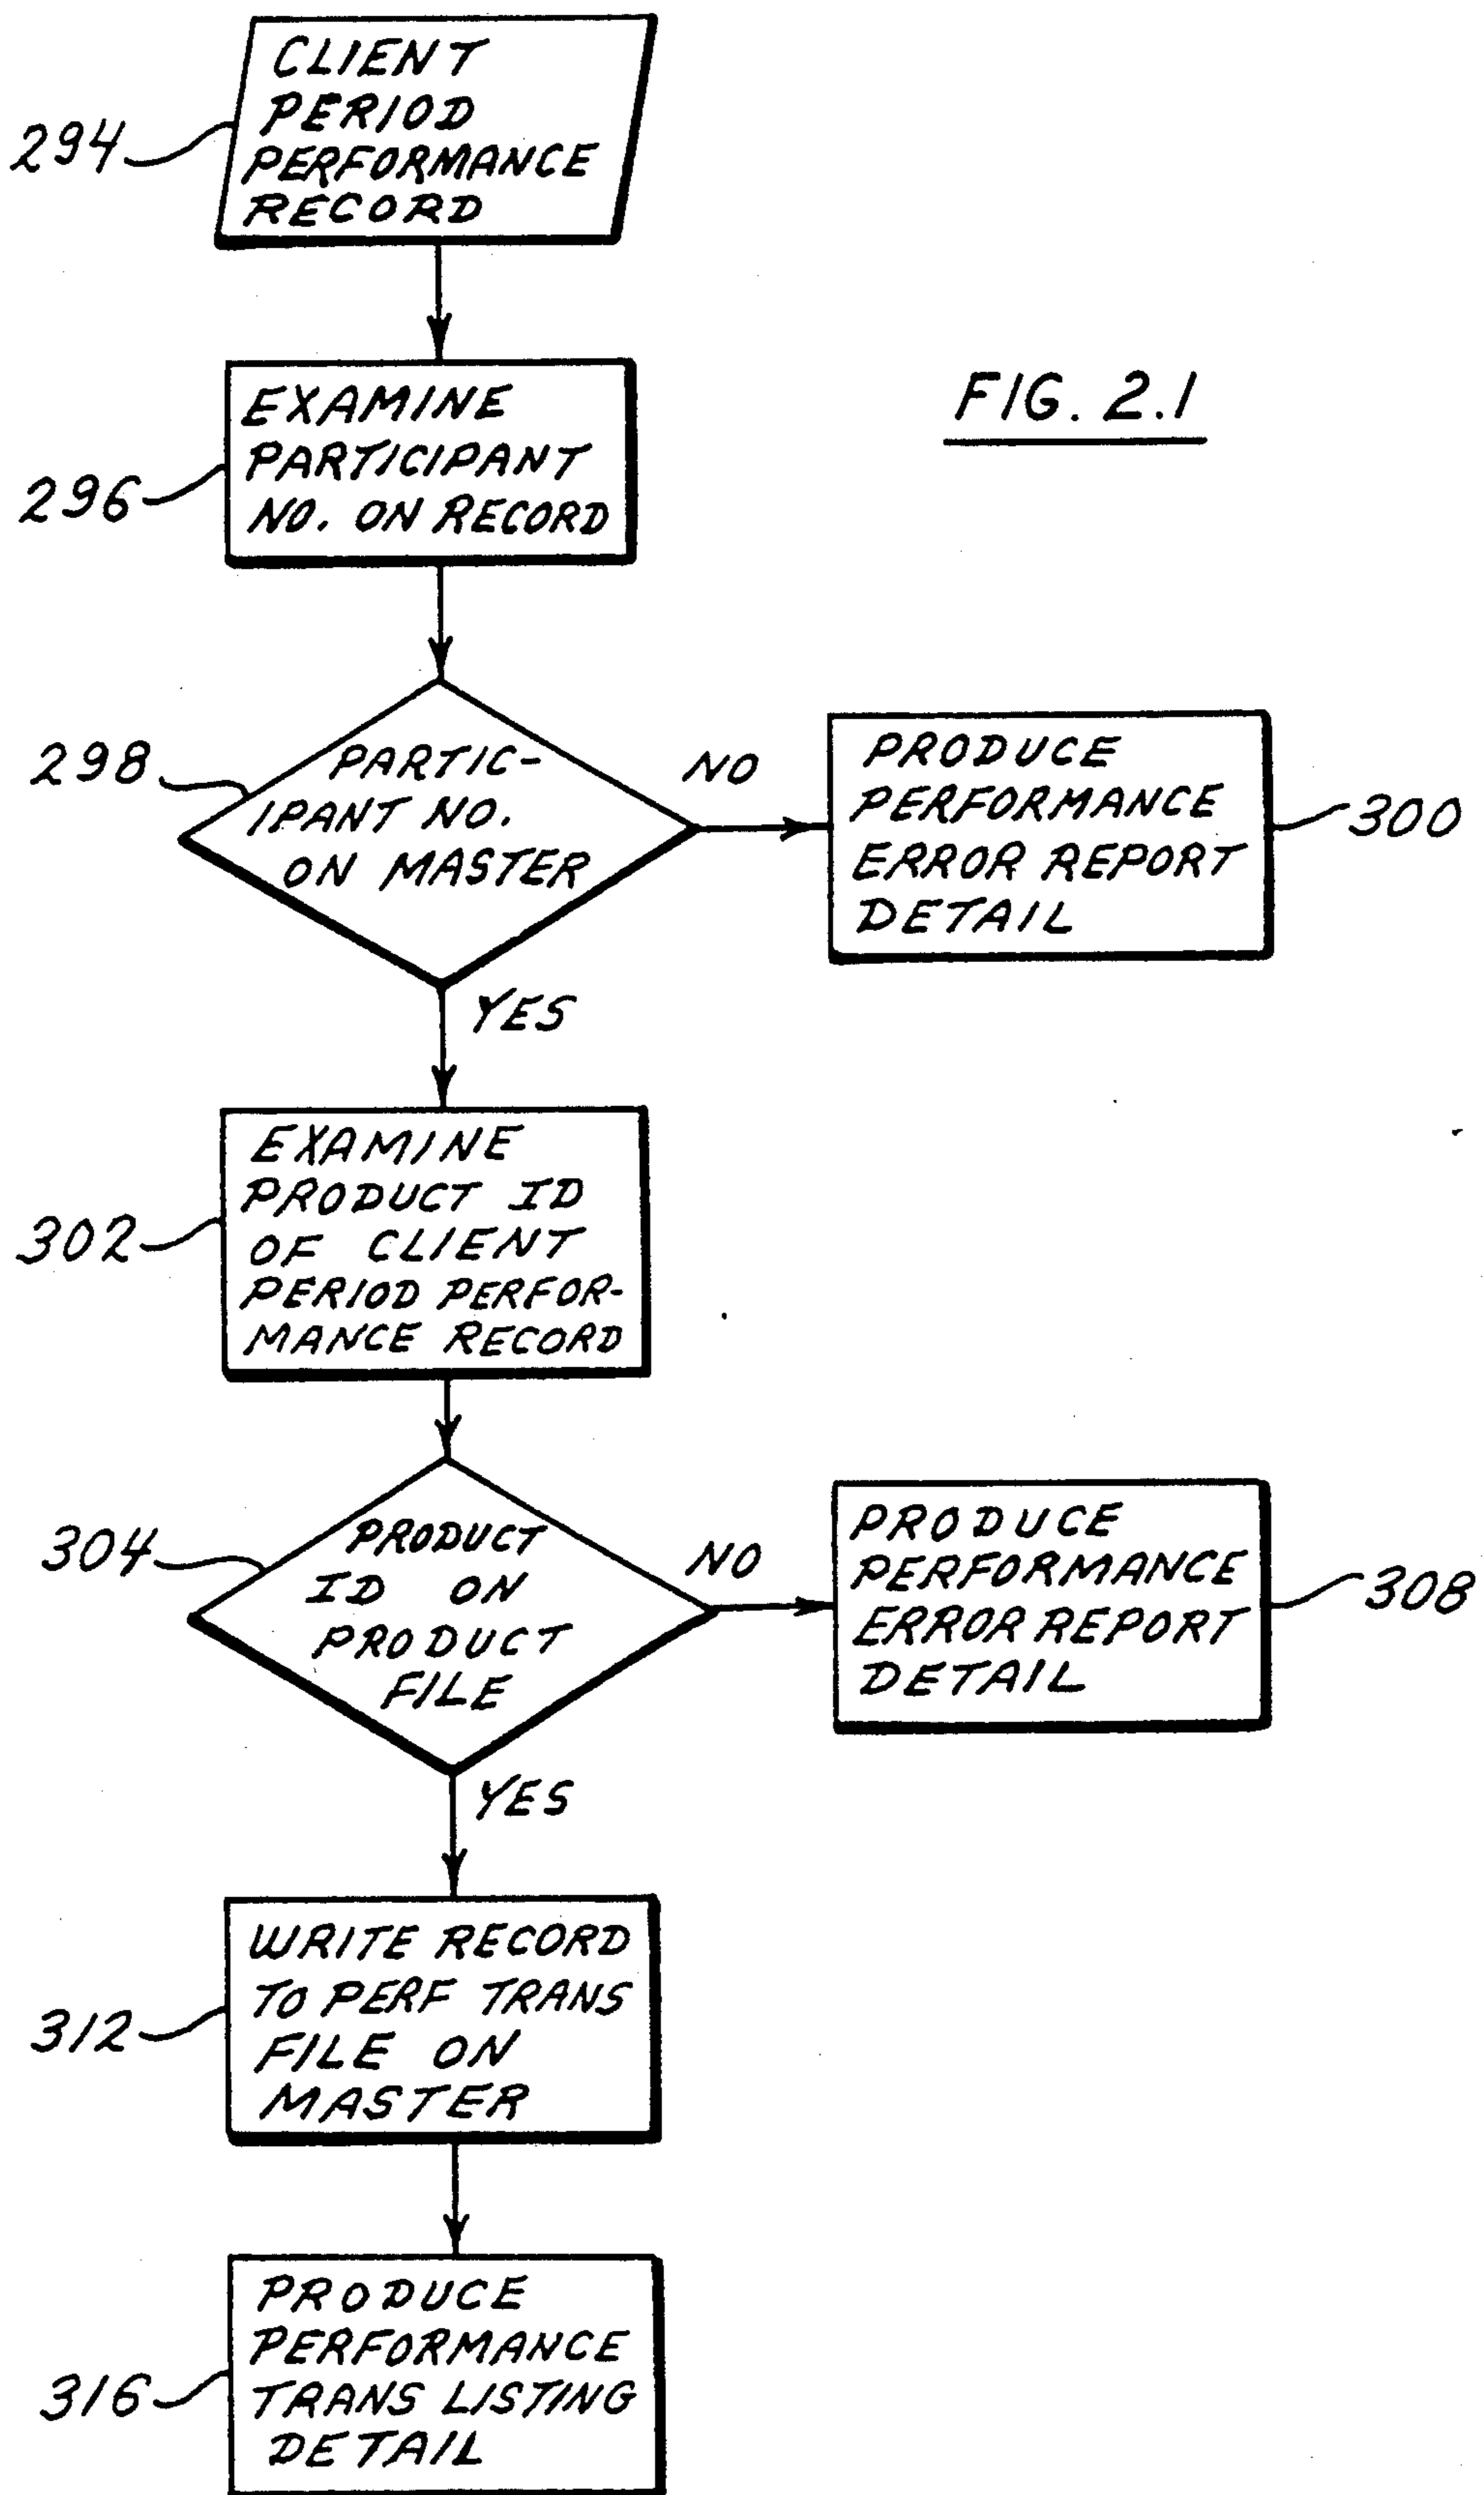 CLIENT
PERIOD
PERFORMANCE
RECORD
294
EXAMINE
PARTICIPANT
NO. ON RECORD
296
FIG. 2.1
PARTIC-
IPANT NO.
ON MASTER
298
NO
PRODUCE
PERFORMANCE
ERROR REPORT
DETAIL
300
YES
EXAMINE
PRODUCT ID
OF CLIENT
PERIOD PERFOR-
MANCE RECORD
302
PRODUCT
ID ON
PRODUCT
FILE
304
NO
PRODUCE
PERFORMANCE
ERROR REPORT
DETAIL
308
YES
WRITE RECORD
TO PERF TRANS
FILE ON
MASTER
312
PRODUCE
PERFORMANCE
TRANS LISTING
DETAIL
316